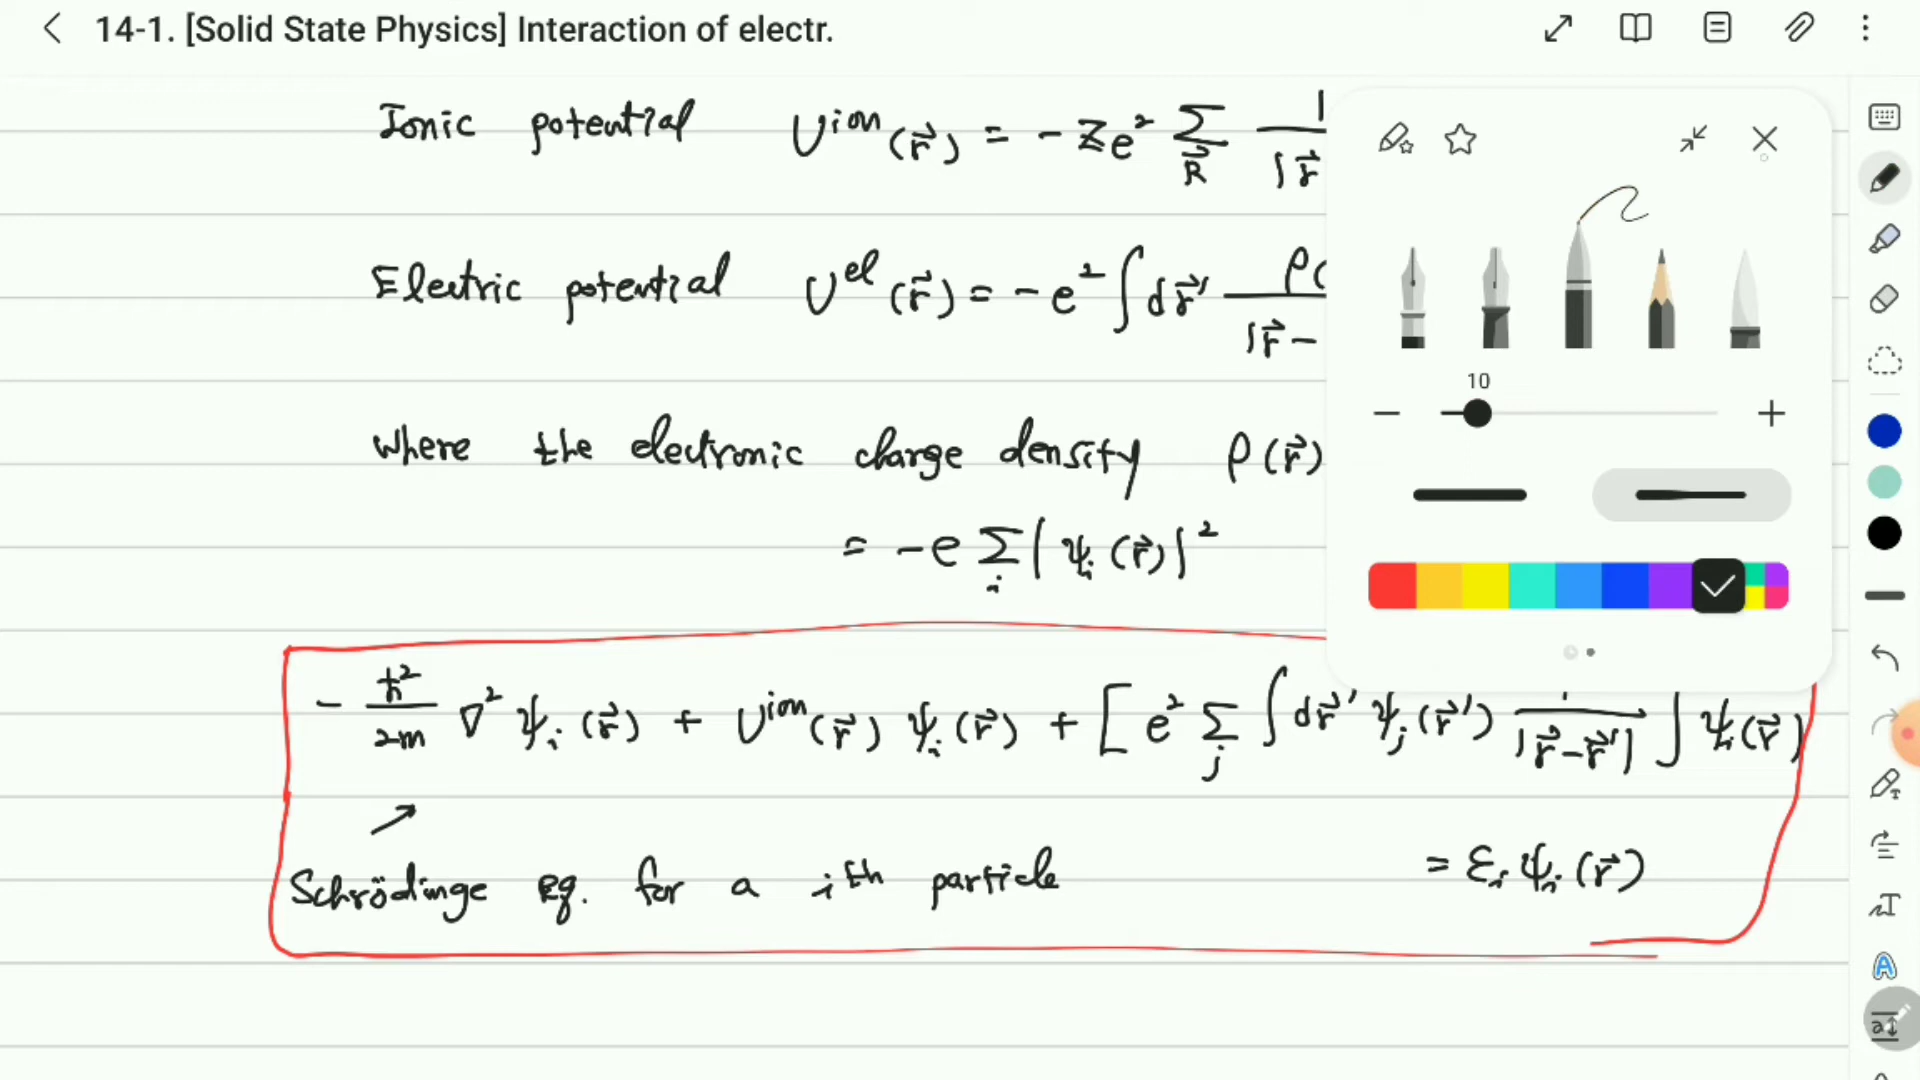 14-1. [Solid State Physics] Interaction of electr.
Ionic potential U^ion(r⃗) = -Ze² Σ_R⃗ 1 / |r⃗
Electric potential U^el(r⃗) = -e² ∫dr⃗' ρ( / |r⃗ -
10
Where the electronic charge density ρ(r⃗)
= -e Σ_i |ψ_i(r⃗)|²
- ħ²/2m ∇² ψ_i(r⃗) + U^ion(r⃗) ψ_i(r⃗) + [e² Σ_j ∫dr⃗' ψ_j(r⃗') 1/|r⃗-r⃗'|] ψ_i(r⃗)
= ε_i ψ_i(r⃗)
Schrödinge Eq. for a ith particle